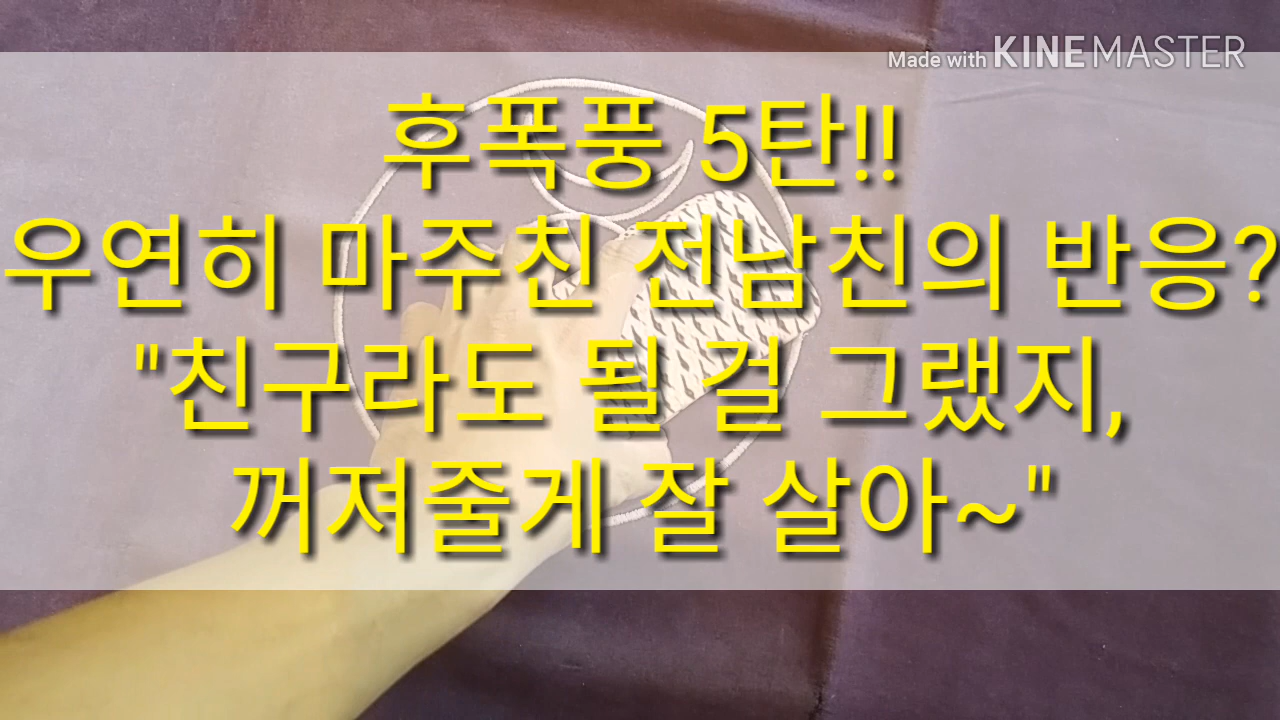 Made with KINEMASTER
후폭풍 5탄!!
우연히 마주친 전남친의 반응?
"친구라도 될 걸 그랬지,
꺼져줄게 잘 살아~"